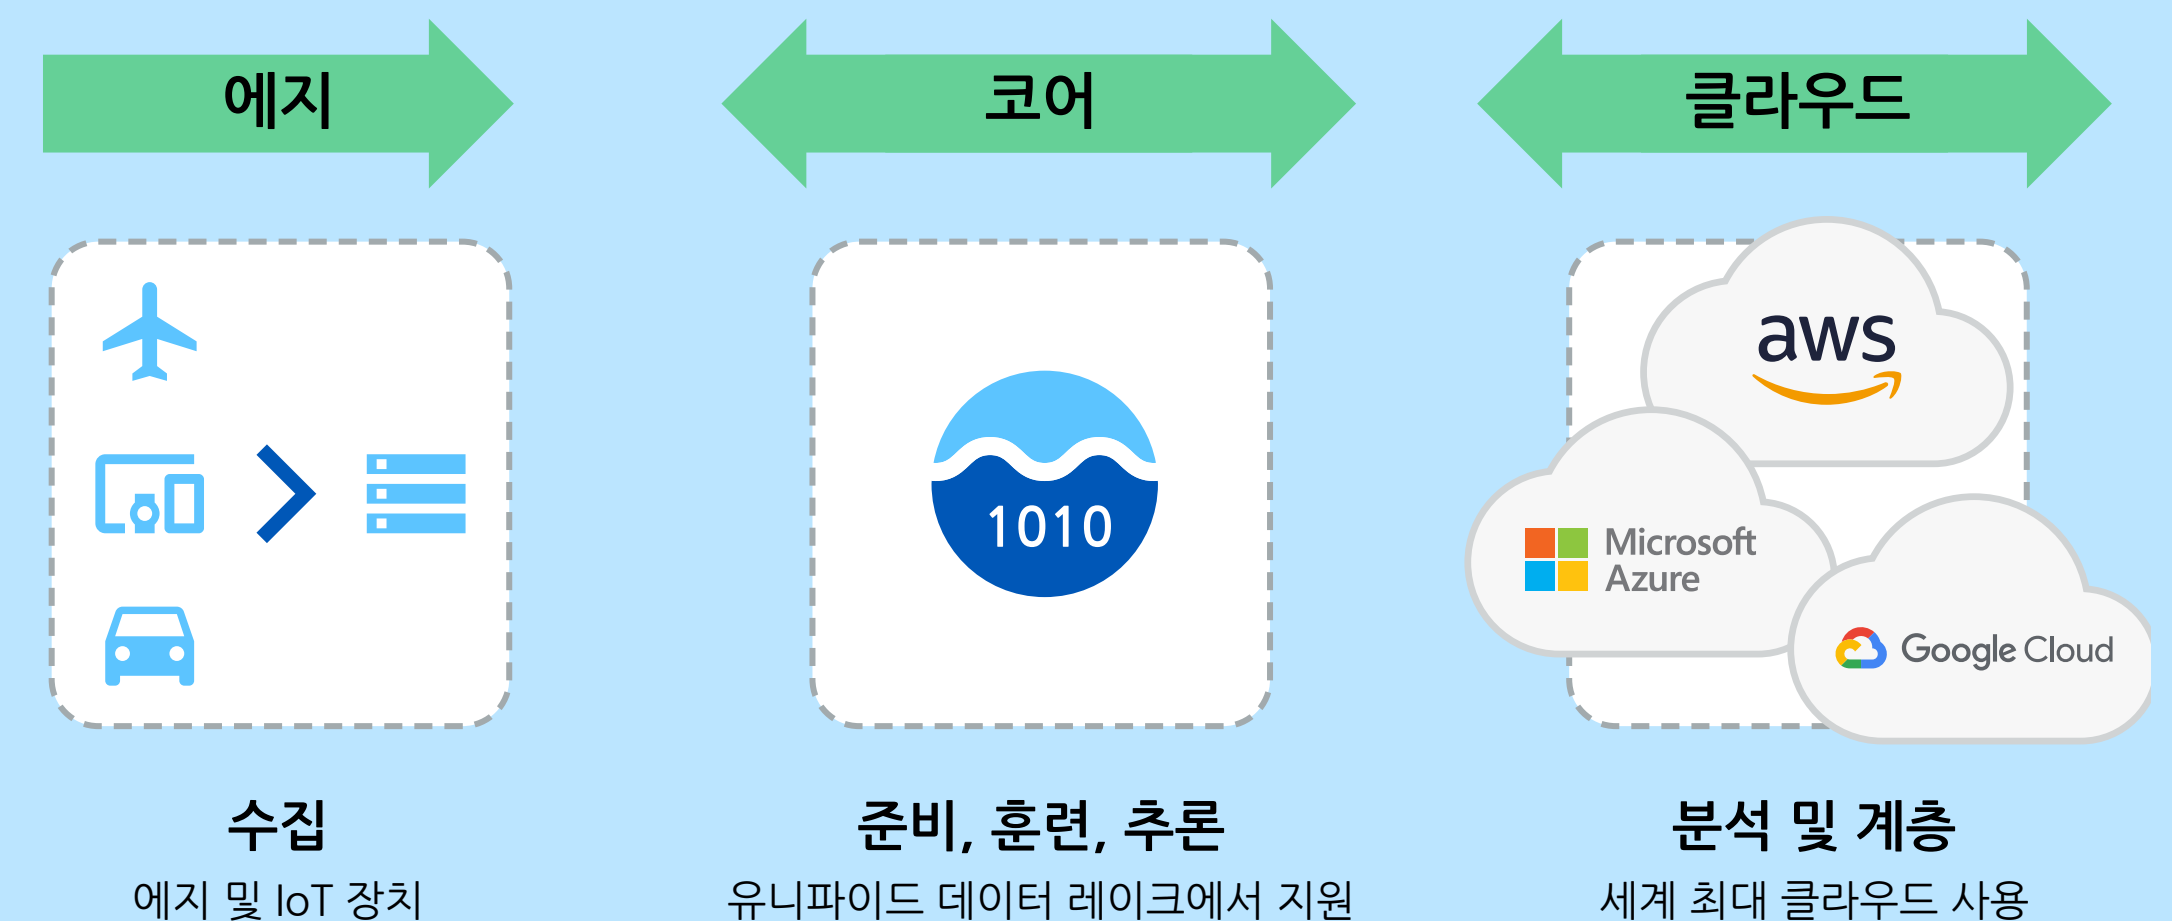 에지
코어
클라우드
aws
Microsoft
Azure
Google Cloud
1010
수집
준비, 훈련, 추론
분석 및 계층
에지 및 IoT 장치
유니파이드 데이터 레이크에서 지원
세계 최대 클라우드 사용